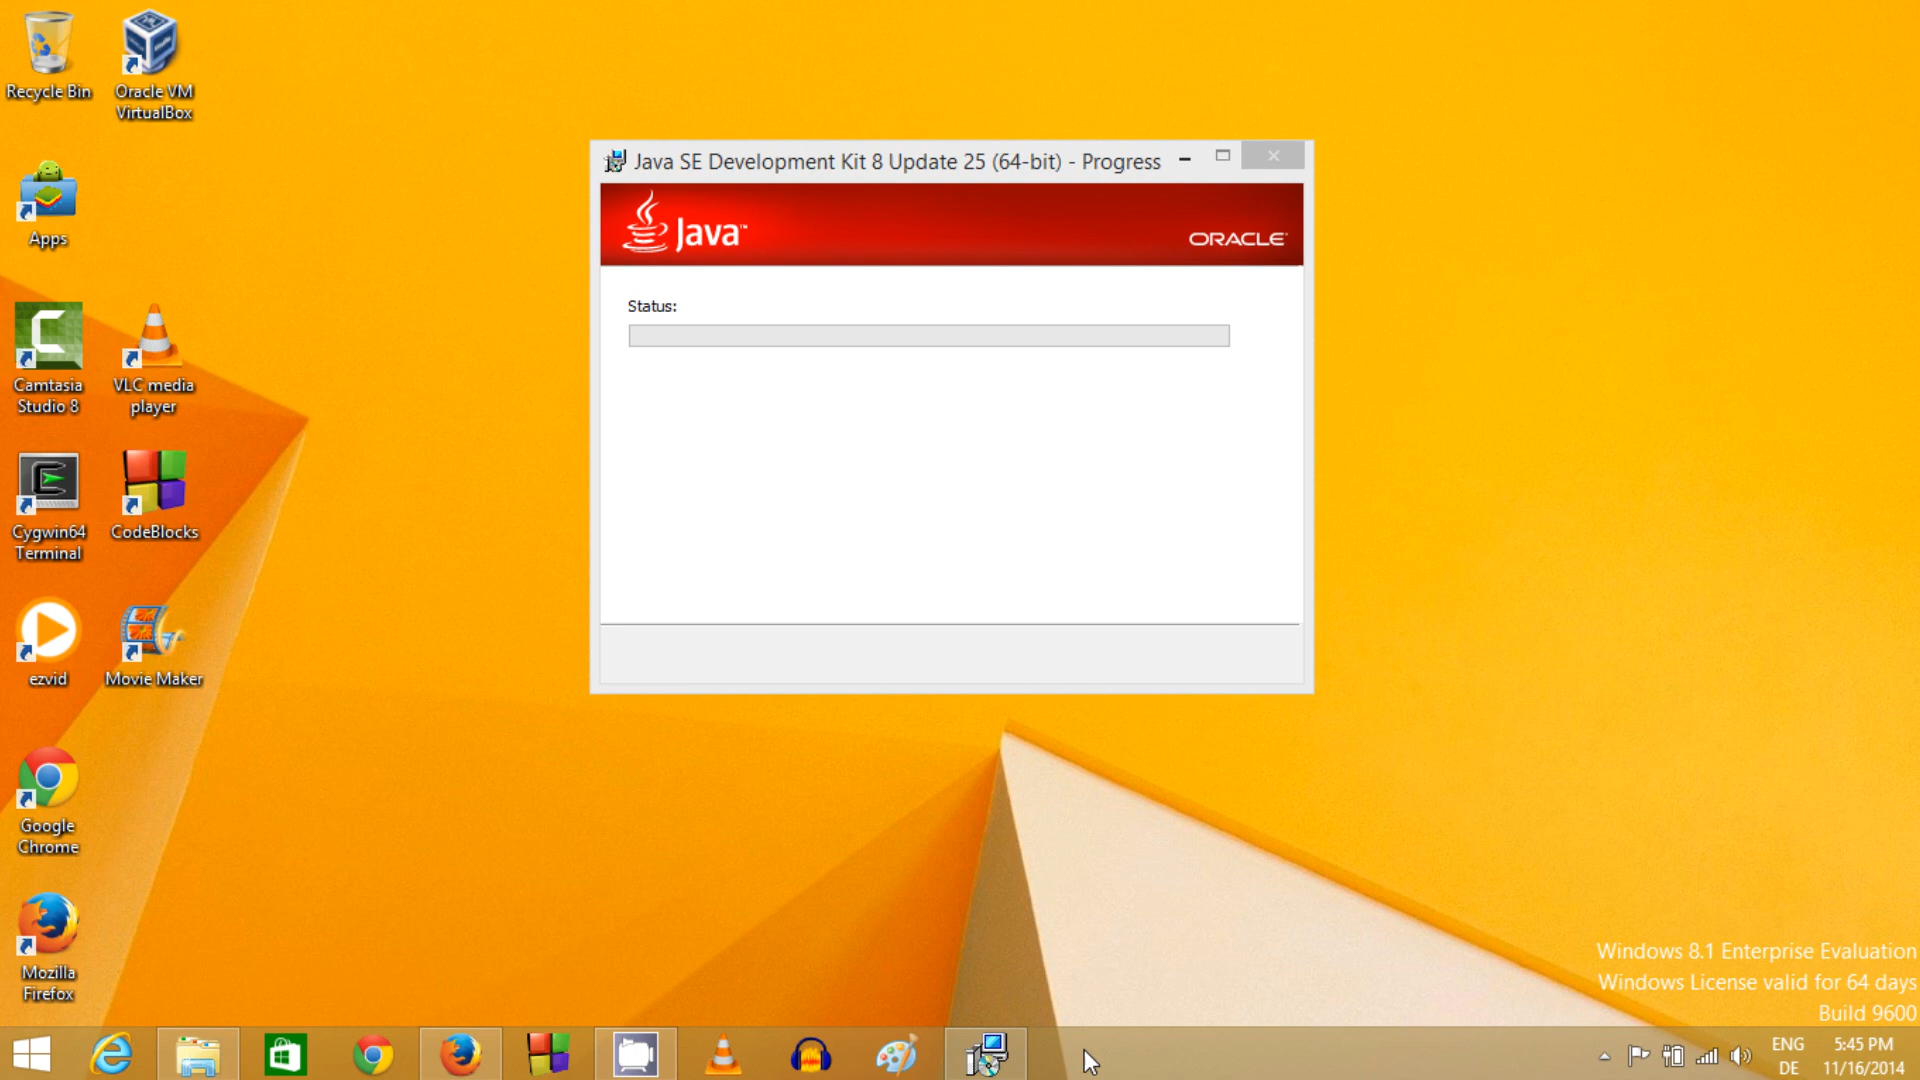 Recycle Bin
Oracle VM
VirtualBox
Apps
Camtasia
Studio 8
VLC media
player
Cygwin64
Terminal
CodeBlocks
ezvid
Movie Maker
Google
Chrome
Mozilla
Firefox
Java SE Development Kit 8 Update 25 (64-bit) - Progress
Java™
ORACLE
Status:
Windows 8.1 Enterprise Evaluation
Windows License valid for 64 days
Build 9600
ENG
DE
5:45 PM
11/16/2014